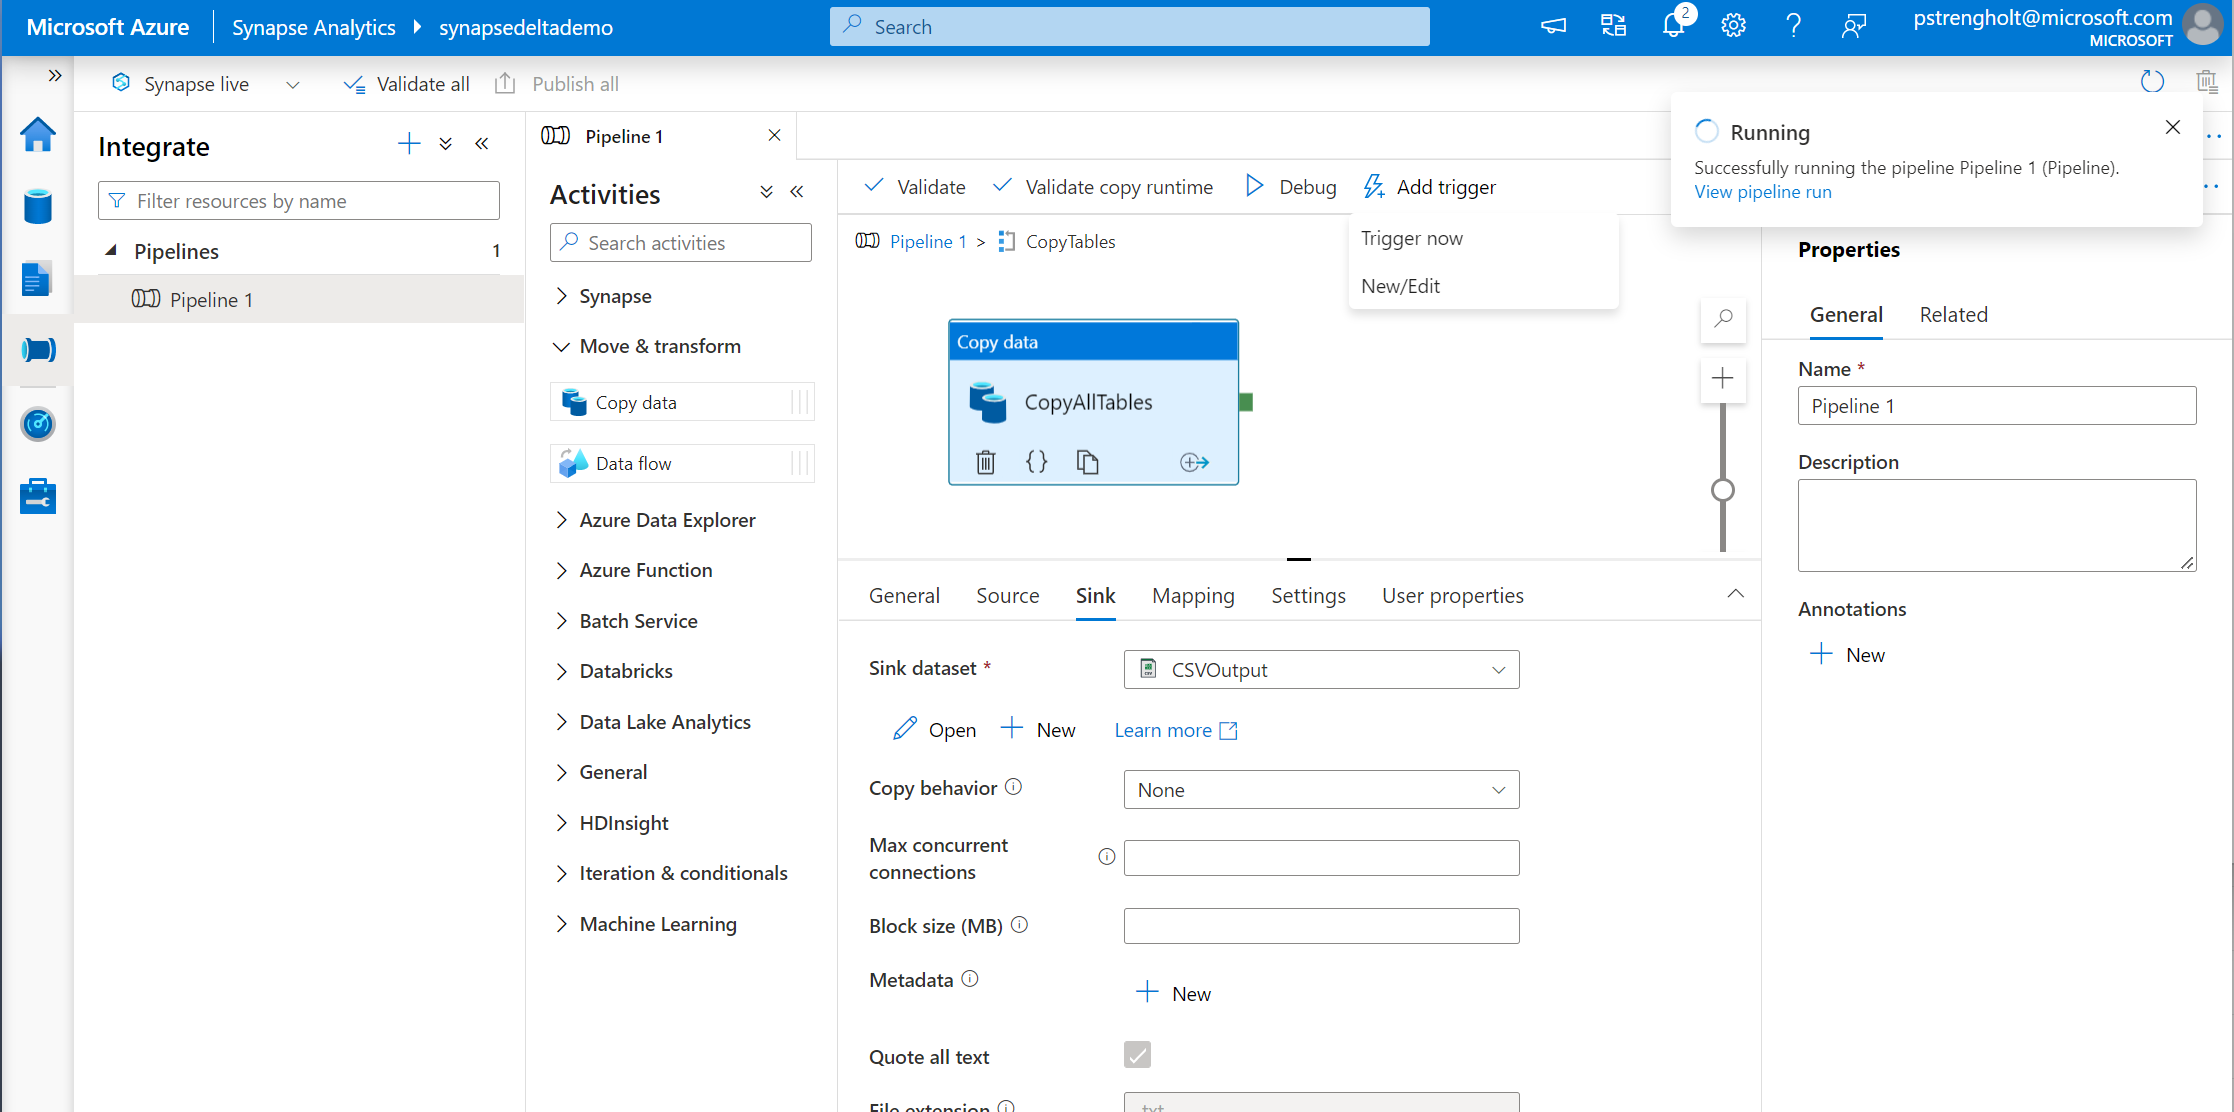 Microsoft Azure
Synapse Analytics
synapsedeltademo
Search
2
pstrengholt@microsoft.com
MICROSOFT
Synapse live
Validate all
Publish all
Running
Successfully running the pipeline Pipeline 1 (Pipeline).
View pipeline run
Integrate
Filter resources by name
Pipelines
1
Pipeline 1
Pipeline 1
Activities
Search activities
Synapse
Move & transform
Copy data
Data flow
Azure Data Explorer
Azure Function
Batch Service
Databricks
Data Lake Analytics
General
HDInsight
Iteration & conditionals
Machine Learning
Validate
Validate copy runtime
Debug
Add trigger
Trigger now
New/Edit
Pipeline 1 > CopyTables
Copy data
CopyAllTables
General
Source
Sink
Mapping
Settings
User properties
Sink dataset *
CSVOutput
Open
New
Learn more
Copy behavior
None
Max concurrent
connections
Block size (MB)
Metadata
New
Quote all text
File extension
.txt
Properties
General
Related
Name *
Pipeline 1
Description
Annotations
New